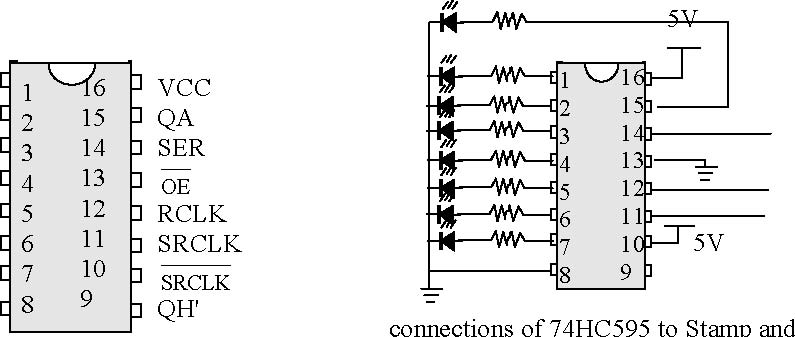 5V
1 16 VCC
2 15 QA
3 14 SER
4 13 OE
5 12 RCLK
6 11 SRCLK
7 10 SRCLK
8 9 QH'
1 16
2 15
3 14
4 13
5 12
6 11
7 10 5V
8 9
connections of 74HC595 to Stamp and